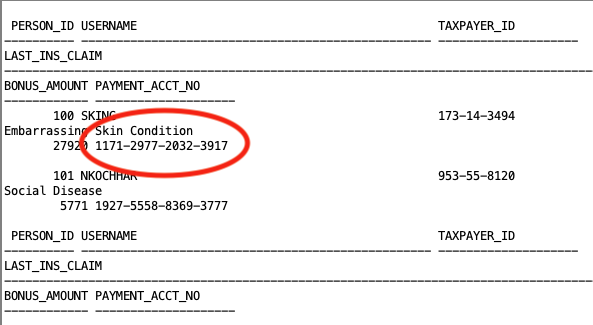 PERSON_ID USERNAME TAXPAYER_ID
LAST_INS_CLAIM
BONUS_AMOUNT PAYMENT_ACCT_NO
100 SKING 173-14-3494
Embarrassing Skin Condition
27920 1171-2977-2032-3917
101 NKOCHHAR 953-55-8120
Social Disease
5771 1927-5558-8369-3777
PERSON_ID USERNAME TAXPAYER_ID
LAST_INS_CLAIM
BONUS_AMOUNT PAYMENT_ACCT_NO